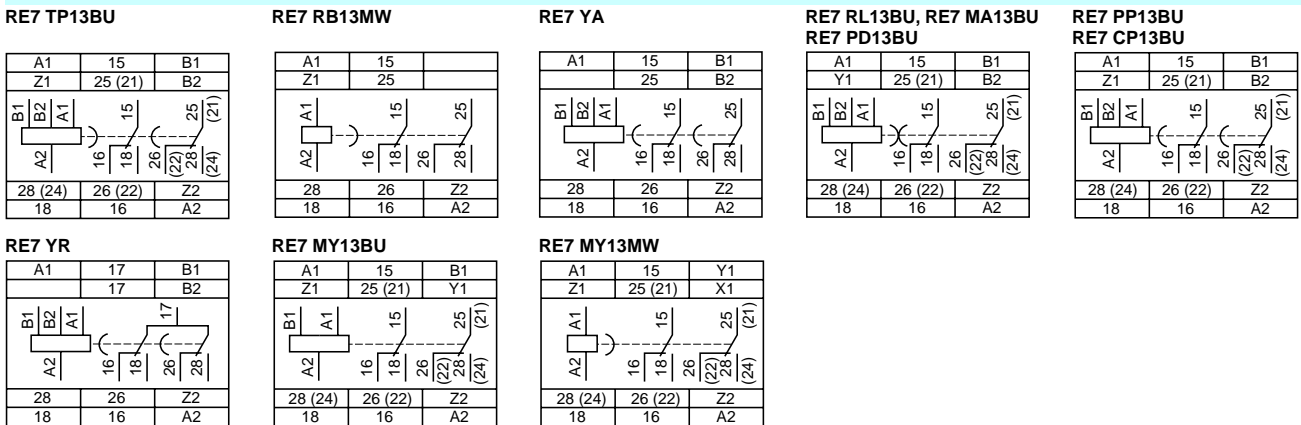 RE7 TP13BU
A1 15 B1
Z1 25 (21) B2
B1 B2 A1 15 25 (21)
A2 16 18 26 (22) 28 (24)
28 (24) 26 (22) Z2
18 16 A2
RE7 RB13MW
A1 15
Z1 25
A1 15 25
A2 16 18 26 28
28 26 Z2
18 16 A2
RE7 YA
A1 15 B1
25 B2
B1 B2 A1 15 25
A2 16 18 26 28
28 26 Z2
18 16 A2
RE7 RL13BU, RE7 MA13BU
RE7 PD13BU
A1 15 B1
Y1 25 (21) B2
B1 B2 A1 15 25 (21)
A2 16 18 26 (22) 28 (24)
28 (24) 26 (22) Z2
18 16 A2
RE7 PP13BU
RE7 CP13BU
A1 15 B1
Z1 25 (21) B2
B1 B2 A1 15 25 (21)
A2 16 18 26 (22) 28 (24)
28 (24) 26 (22) Z2
18 16 A2
RE7 YR
A1 17 B1
17 B2
B1 B2 A1 17
A2 16 18 26 28
28 26 Z2
18 16 A2
RE7 MY13BU
A1 15 B1
Z1 25 (21) Y1
B1 A1 15 25 (21)
A2 16 18 26 (22) 28 (24)
28 (24) 26 (22) Z2
18 16 A2
RE7 MY13MW
A1 15 Y1
Z1 25 (21) X1
A1 15 25 (21)
A2 16 18 26 (22) 28 (24)
28 (24) 26 (22) Z2
18 16 A2